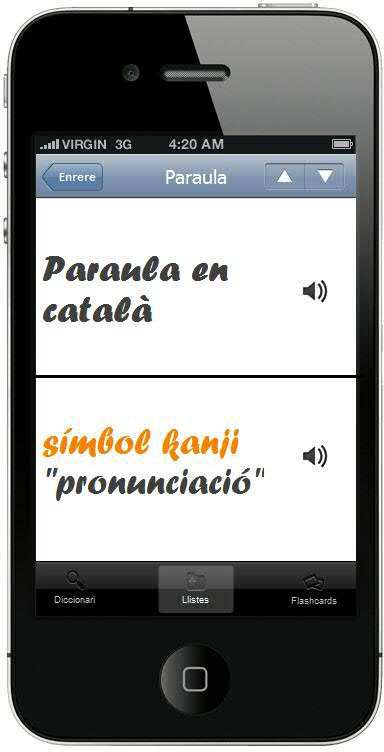 VIRGIN 3G 4:20 AM
Enrere Paraula
Paraula en
català
símbol kanji
"pronunciació"
Diccionari Llistes Flashcards